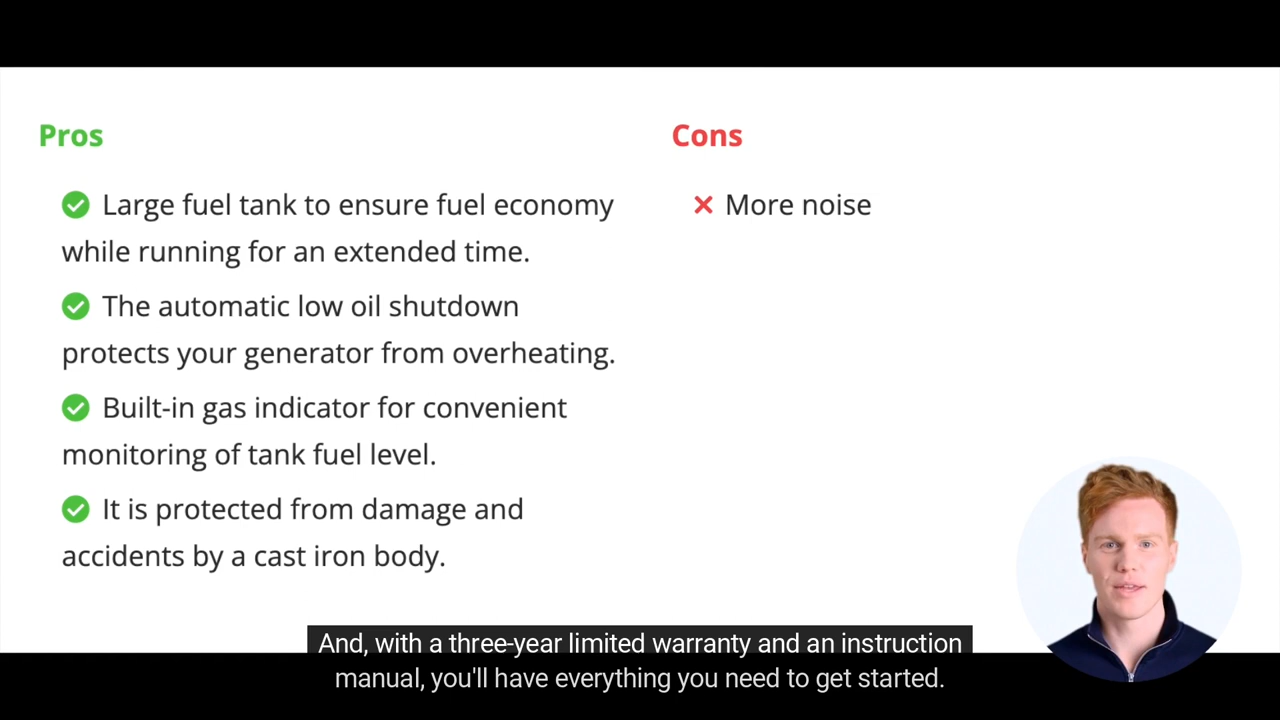 Pros
Large fuel tank to ensure fuel economy
while running for an extended time.
The automatic low oil shutdown
protects your generator from overheating.
Built-in gas indicator for convenient
monitoring of tank fuel level.
It is protected from damage and
accidents by a cast iron body.
Cons
More noise
And, with a three-year limited warranty and an instruction
manual, you'll have everything you need to get started.